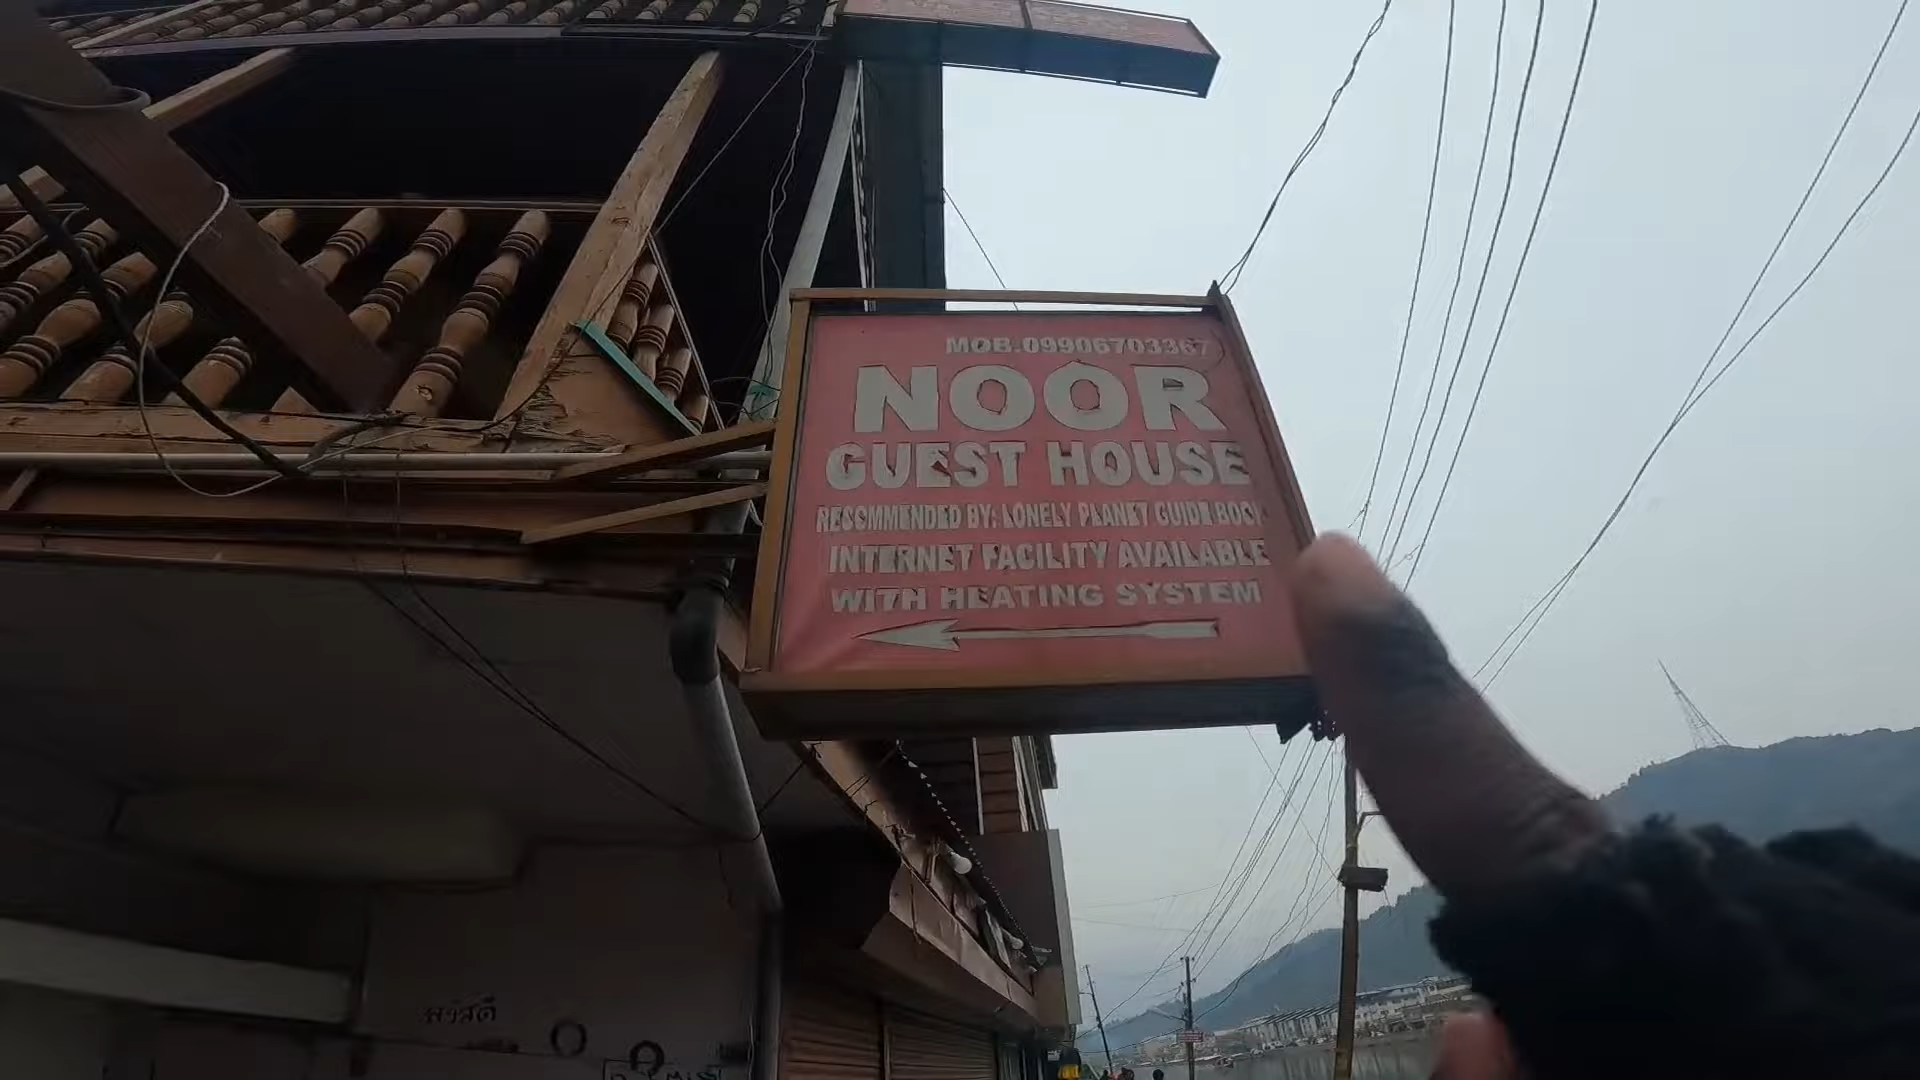 MOB.09906703367
NOOR
GUEST HOUSE
RECOMMENDED BY: LONELY PLANET GUIDE BOOK
INTERNET FACILITY AVAILABLE
WITH HEATING SYSTEM